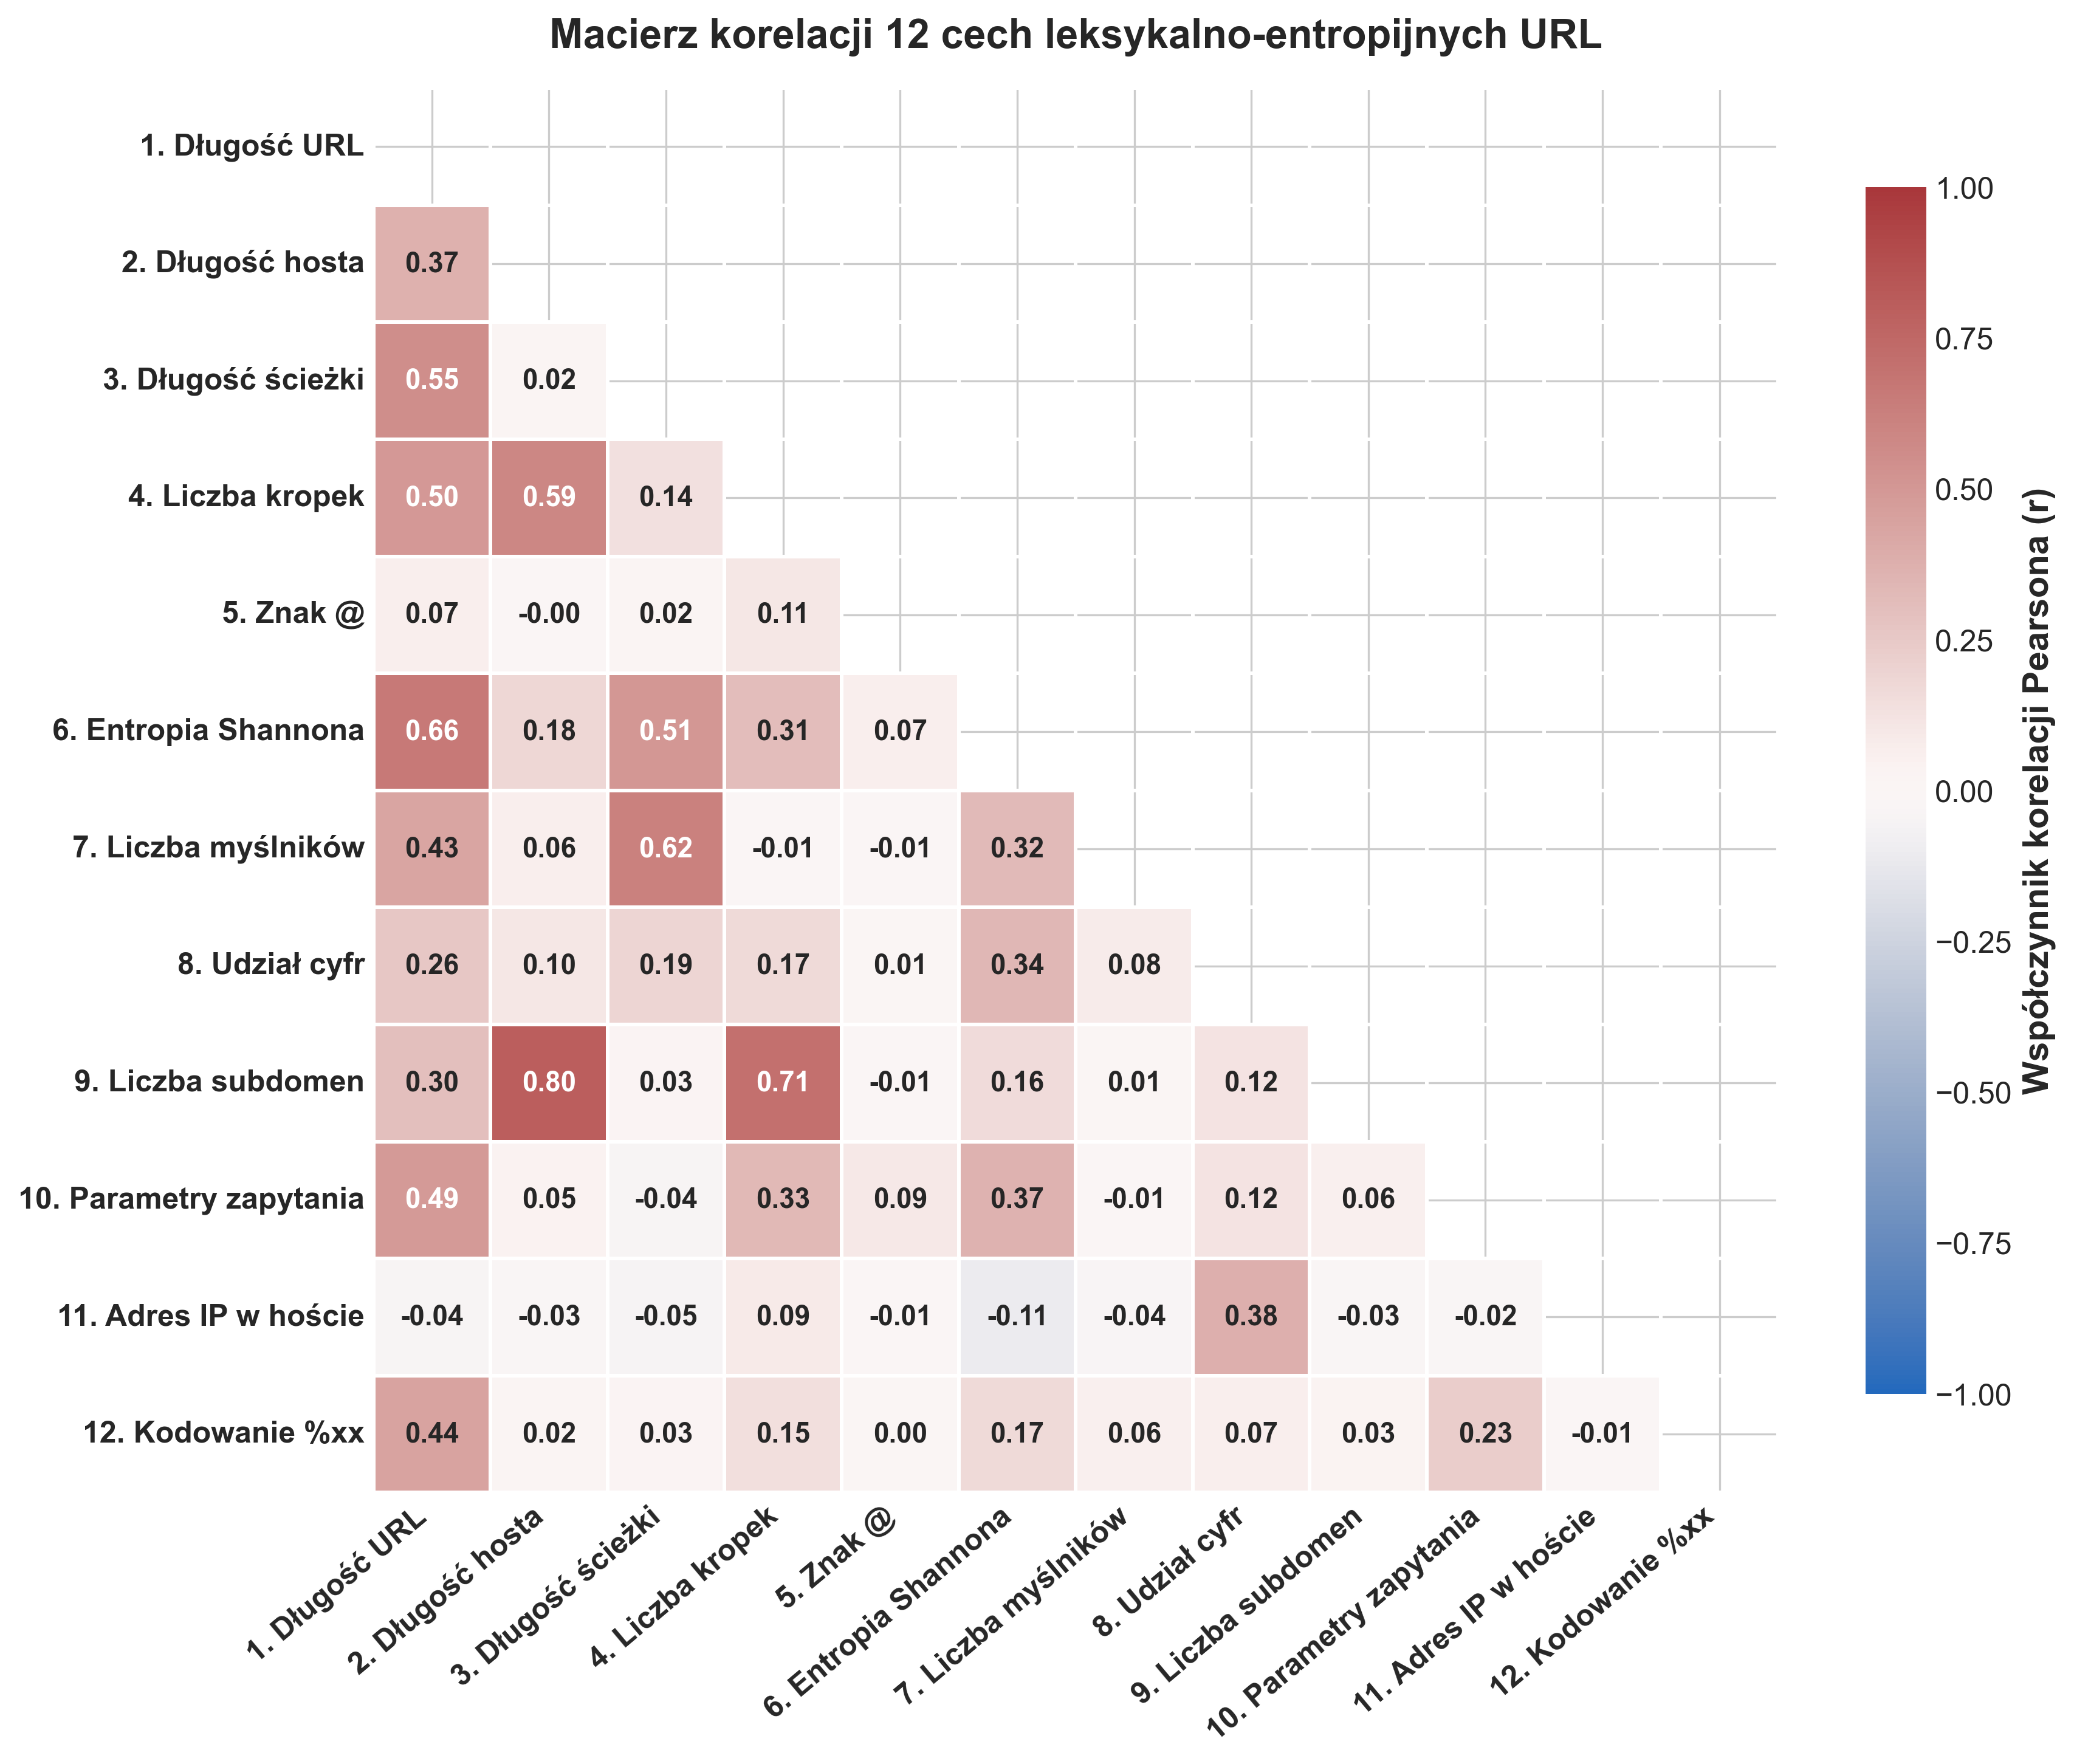 Macierz korelacji 12 cech leksykalno-entropijnych URL
1. Długość URL
2. Długość hosta
0.37
3. Długość ścieżki
0.55 0.02
4. Liczba kropek
0.50 0.59 0.14
5. Znak @
0.07 -0.00 0.02 0.11
6. Entropia Shannona
0.66 0.18 0.51 0.31 0.07
7. Liczba myślników
0.43 0.06 0.62 -0.01 -0.01 0.32
8. Udział cyfr
0.26 0.10 0.19 0.17 0.01 0.34 0.08
9. Liczba subdomen
0.30 0.80 0.03 0.71 -0.01 0.16 0.01 0.12
10. Parametry zapytania
0.49 0.05 -0.04 0.33 0.09 0.37 -0.01 0.12 0.06
11. Adres IP w hoście
-0.04 -0.03 -0.05 0.09 -0.01 -0.11 -0.04 0.38 -0.03 -0.02
12. Kodowanie %xx
0.44 0.02 0.03 0.15 0.00 0.17 0.06 0.07 0.03 0.23 -0.01
1. Długość URL
2. Długość hosta
3. Długość ścieżki
4. Liczba kropek
5. Znak @
6. Entropia Shannona
7. Liczba myślników
8. Udział cyfr
9. Liczba subdomen
10. Parametry zapytania
11. Adres IP w hoście
12. Kodowanie %xx
1.00
0.75
0.50
0.25
0.00
−0.25
−0.50
−0.75
−1.00
Współczynnik korelacji Pearsona (r)